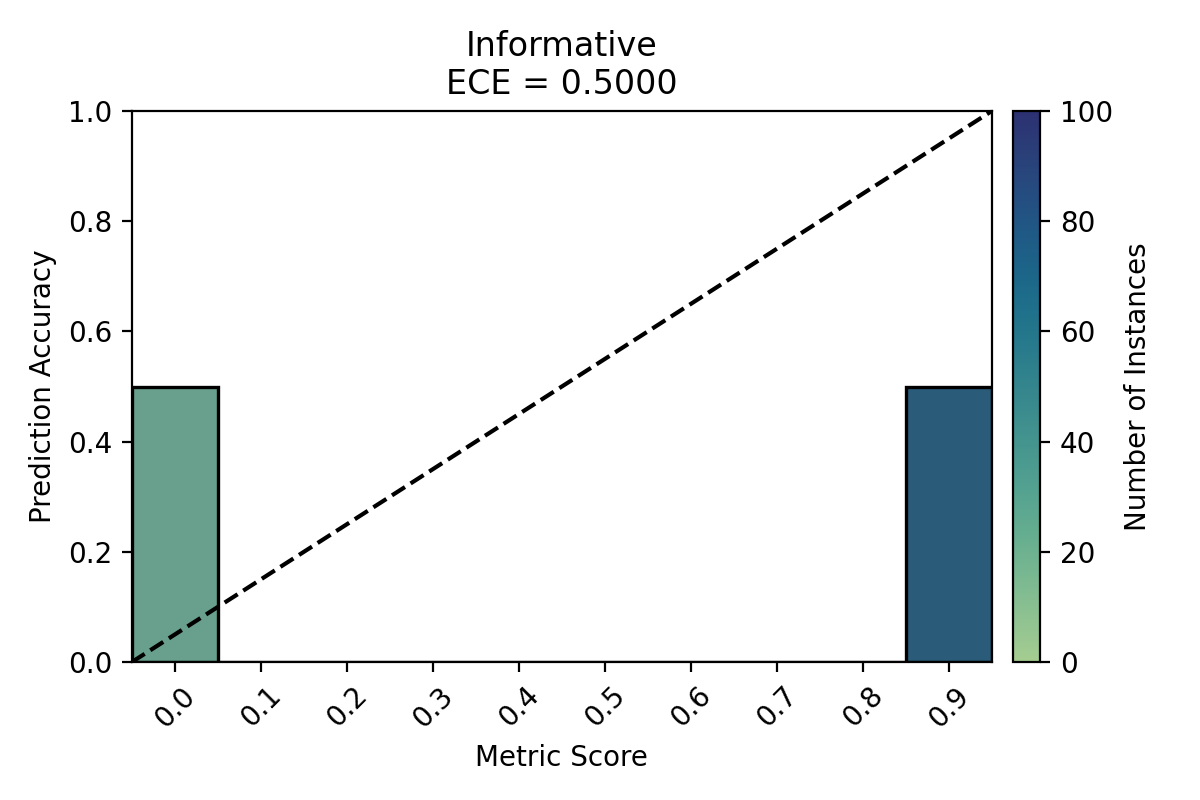 Informative
ECE = 0.5000
1.0
0.8
0.6
0.4
0.2
0.0
Prediction Accuracy
0.0 0.1 0.2 0.3 0.4 0.5 0.6 0.7 0.8 0.9
Metric Score
100
80
60
40
20
0
Number of Instances